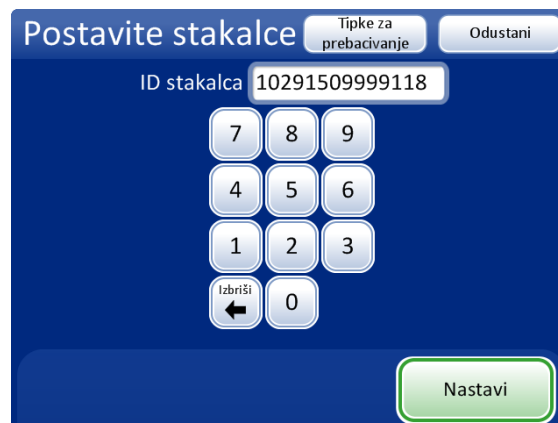 Postavite stakalce
Tipke za
prebacivanje
Odustani
ID stakalca 10291509999118
7 8 9
4 5 6
1 2 3
Izbriši
0
Nastavi